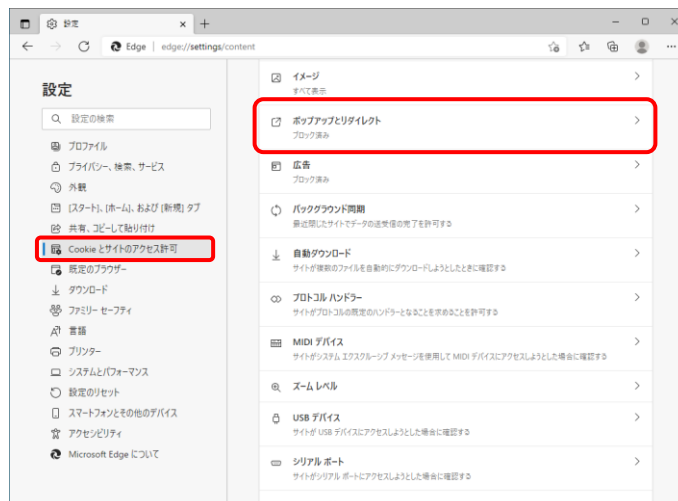 設定
Edge | edge://settings/content
設定
設定の検索
プロファイル
プライバシー、検索、サービス
外観
[スタート]、[ホーム]、および [新規] タブ
共有、コピーして貼り付け
Cookie とサイトのアクセス許可
既定のブラウザー
ダウンロード
ファミリー セーフティ
言語
プリンター
システムとパフォーマンス
設定のリセット
スマートフォンとその他のデバイス
アクセシビリティ
Microsoft Edge について
イメージ
すべて表示
ポップアップとリダイレクト
ブロック済み
広告
ブロック済み
バックグラウンド同期
最近閉じたサイトでデータの送受信の完了を許可する
自動ダウンロード
サイトが複数のファイルを自動的にダウンロードしようとしたときに確認する
プロトコル ハンドラー
サイトがプロトコルの既定のハンドラーとなることを求めることを許可する
MIDI デバイス
サイトがシステム エクスクルーシブ メッセージを使用して MIDI デバイスにアクセスしようとした場合に確認する
ズーム レベル
USB デバイス
サイトが USB デバイスにアクセスしようとした場合に確認する
シリアル ポート
サイトがシリアル ポートにアクセスしようとした場合に確認する